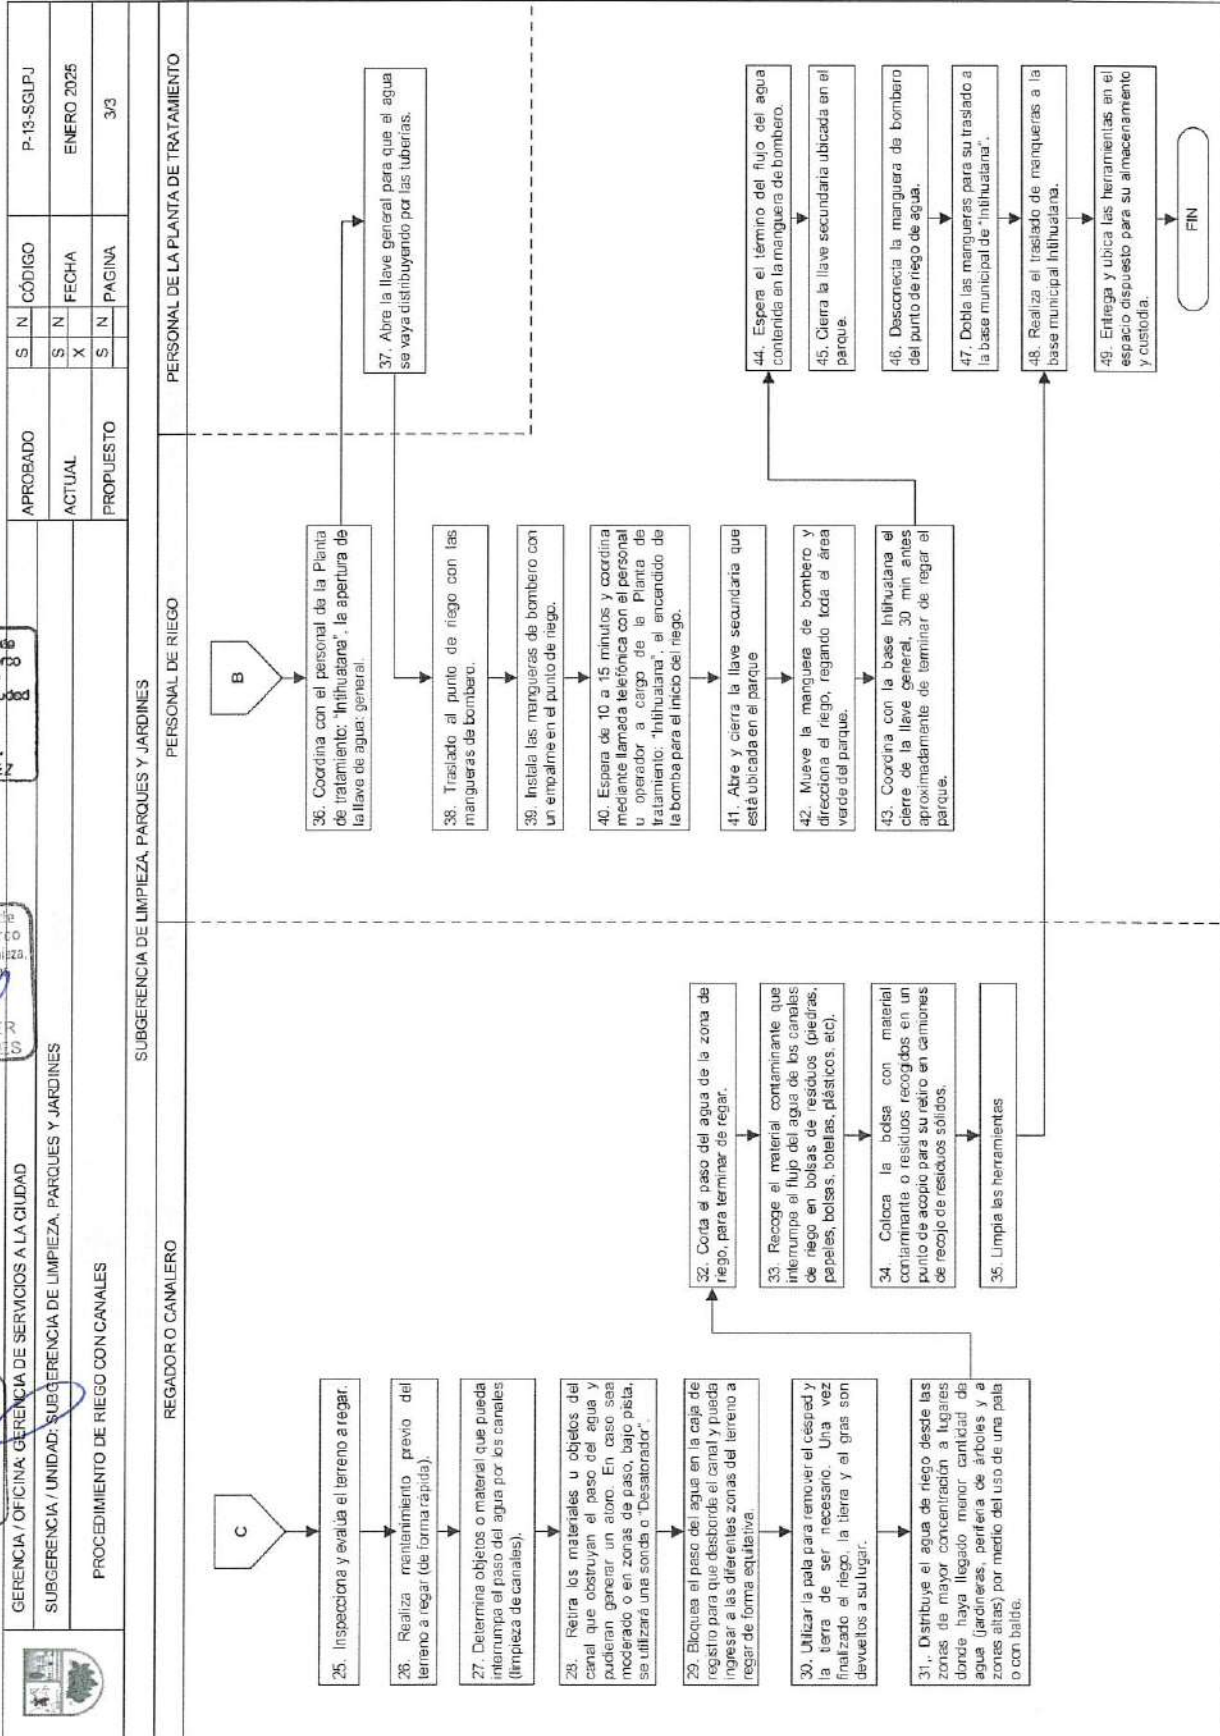 GERENCIA / OFICINA: GERENCIA DE SERVICIOS A LA CIUDAD
APROBADO
S
N
CÓDIGO
P-13-SGLPJ
SUBGERENCIA / UNIDAD: SUBGERENCIA DE LIMPIEZA, PARQUES Y JARDINES
ACTUAL
S
N
X
FECHA
ENERO 2025
PROCEDIMIENTO DE RIEGO CON CANALES
PROPUESTO
S
N
PAGINA
3/3
SUBGERENCIA DE LIMPIEZA, PARQUES Y JARDINES
REGADOR O CANALERO
PERSONAL DE RIEGO
PERSONAL DE LA PLANTA DE TRATAMIENTO
C
25. Inspecciona y evalúa el terreno a regar.
26. Realiza mantenimiento previo del
terreno a regar (de forma rápida).
27. Determina objetos o material que pueda
interrumpa el paso del agua por los canales
(limpieza de canales).
28. Retira los materiales u objetos del
canal que obstruyan el paso del agua y
pudieran generar un atoro. En caso sea
moderado o en zonas de paso, bajo pista,
se utilizará una sonda o "Desatorador".
29. Bloquea el paso del agua en la caja de
registro para que desborde el canal y pueda
ingresar a las diferentes zonas del terreno a
regar de forma equitativa.
30. Utilizar la pala para remover el césped y
la tierra de ser necesario. Una vez
finalizado el riego, la tierra y el gras son
devueltos a su lugar.
31,. Distribuye el agua de riego desde las
zonas de mayor concentración a lugares
donde haya llegado menor cantidad de
agua (jardineras, periferia de árboles y a
zonas altas) por medio del uso de una pala
o con balde.
32. Corta el paso del agua de la zona de
riego, para terminar de regar.
33. Recoge el material contaminante que
interrumpe el flujo del agua de los canales
de riego en bolsas de residuos (piedras,
papeles, bolsas, botellas, plásticos, etc).
34. Coloca la bolsa con material
contaminante o residuos recogidos en un
punto de acopio para su retiro en camiones
de recojo de residuos sólidos.
35. Limpia las herramientas
B
36. Coordina con el personal de la Planta
de tratamiento: "Intihuatana", la apertura de
la llave de agua: general.
37. Abre la llave general para que el agua
se vaya distribuyendo por las tuberías.
38. Traslado al punto de riego con las
mangueras de bombero.
39. Instala las mangueras de bombero con
un empalme en el punto de riego.
40. Espera de 10 a 15 minutos y coordina
mediante llamada telefónica con el personal
u operador a cargo de la Planta de
tratamiento: "Intihuatana", el encendido de
la bomba para el inicio del riego.
41. Abre y cierra la llave secundaria que
está ubicada en el parque
42. Mueve la manguera de bombero y
direcciona el riego, regando toda el área
verde del parque.
43. Coordina con la base Intihuatana el
cierre de la llave general, 30 min antes
aproximadamente de terminar de regar el
parque.
44. Espera el término del flujo del agua
contenida en la manguera de bombero.
45. Cierra la llave secundaria ubicada en el
parque.
46. Desconecta la manguera de bombero
del punto de riego de agua.
47. Dobla las mangueras para su traslado a
la base municipal de "Intihuatana".
48. Realiza el traslado de mangueras a la
base municipal Intihuatana.
49. Entrega y ubica las herramientas en el
espacio dispuesto para su almacenamiento
y custodia.
FIN